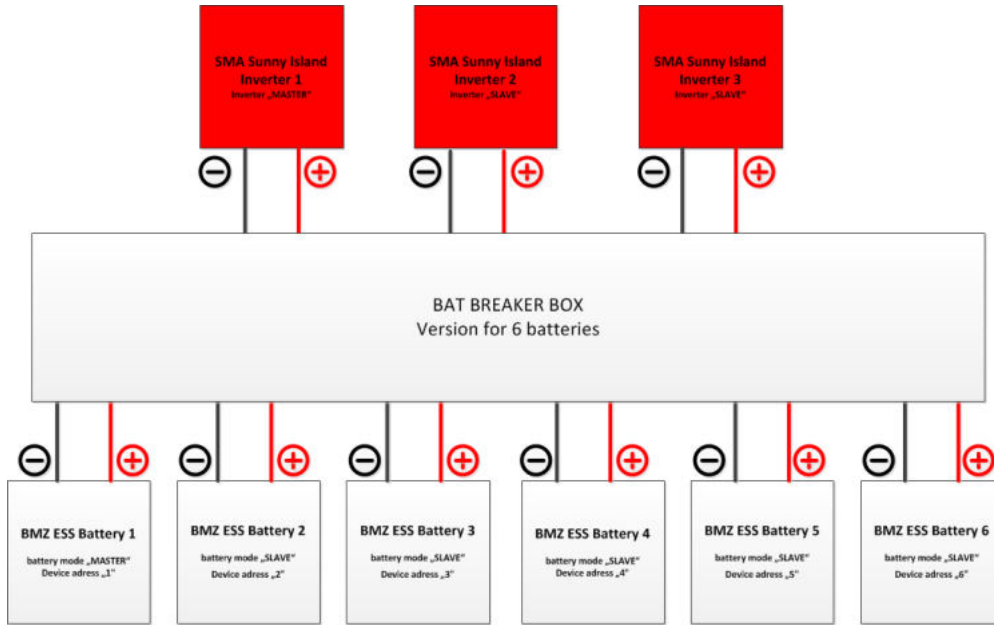 SMA Sunny Island
Inverter 1
Inverter „MASTER“
SMA Sunny Island
Inverter 2
Inverter „SLAVE“
SMA Sunny Island
Inverter 3
Inverter „SLAVE“
BAT BREAKER BOX
Version for 6 batteries
BMZ ESS Battery 1
battery mode „MASTER“
Device adress „1“
BMZ ESS Battery 2
battery mode „SLAVE“
Device adress „2“
BMZ ESS Battery 3
battery mode „SLAVE“
Device adress „3“
BMZ ESS Battery 4
battery mode „SLAVE“
Device adress „4“
BMZ ESS Battery 5
battery mode „SLAVE“
Device adress „5“
BMZ ESS Battery 6
battery mode „SLAVE“
Device adress „6“